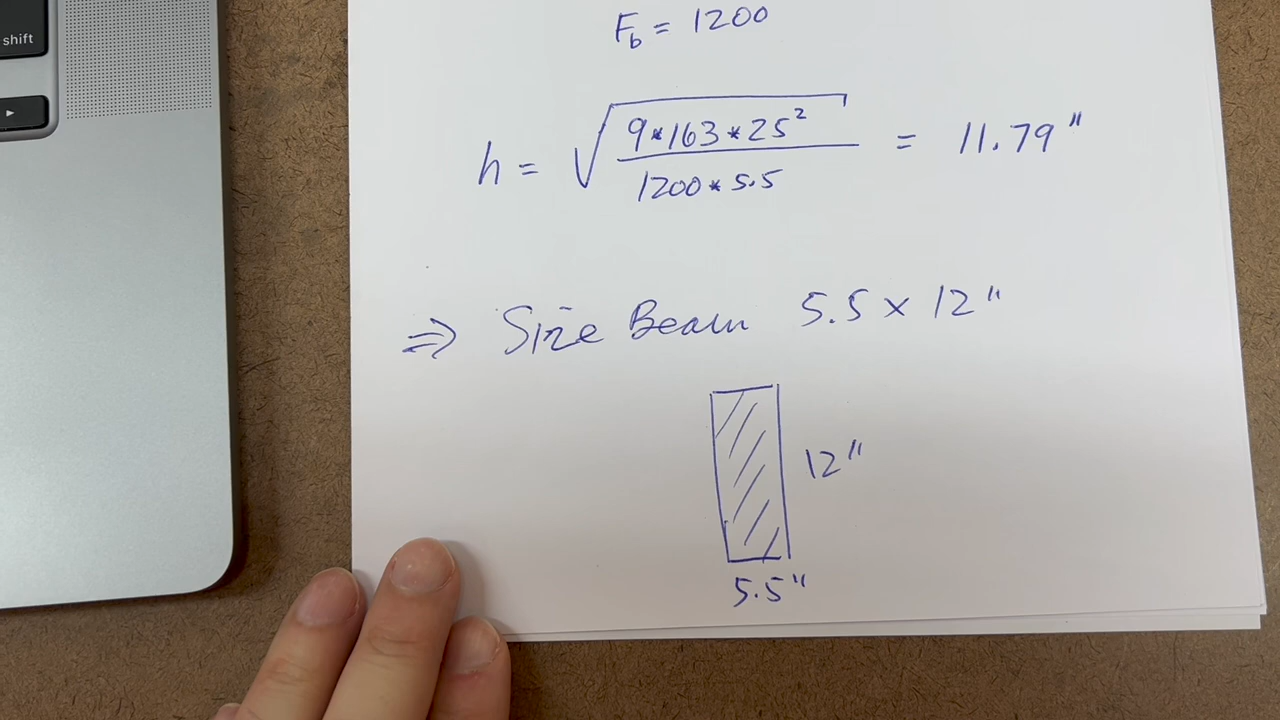 shift
F_b = 1200
h = √(9*163*25² / 1200*5.5) = 11.79"
⇒ Size Beam 5.5 x 12"
12"
5.5"